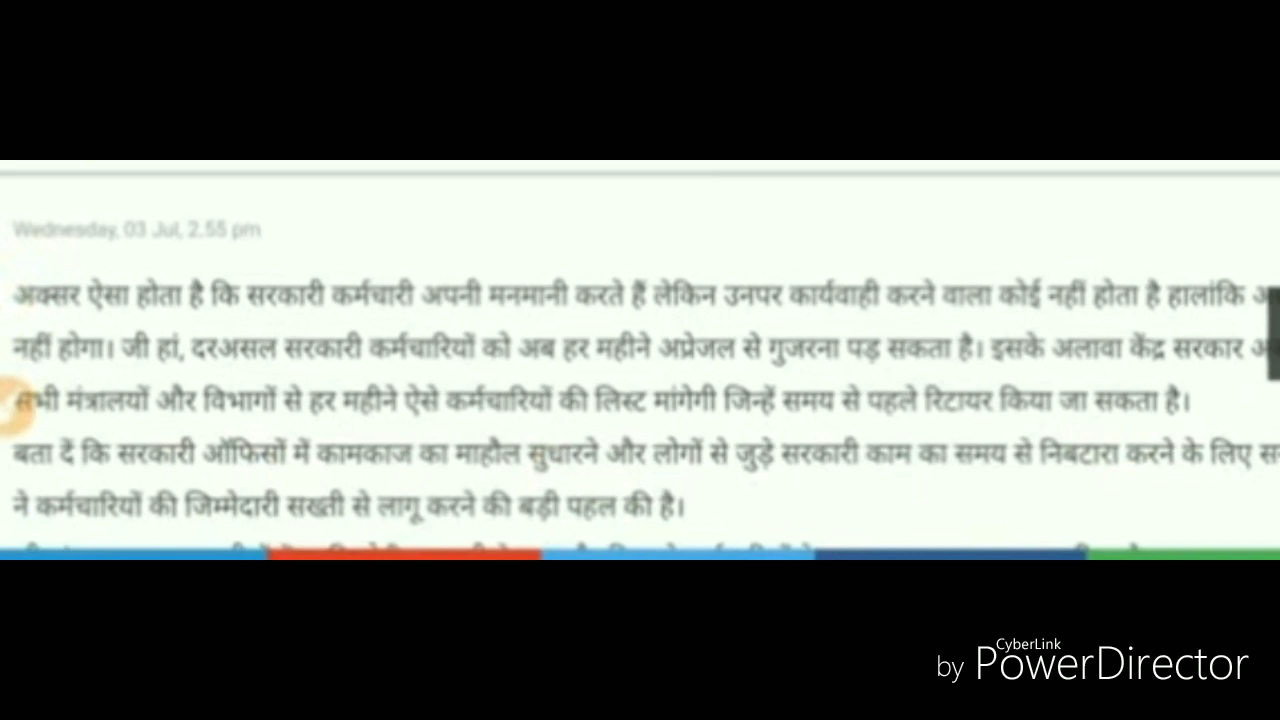 Wednesday, 03 Jul, 2.55 pm
अक्सर ऐसा होता है कि सरकारी कर्मचारी अपनी मनमानी करते हैं लेकिन उनपर कार्यवाही करने वाला कोई नहीं होता है हालांकि
नहीं होगा। जी हां, दरअसल सरकारी कर्मचारियों को अब हर महीने अप्रेजल से गुजरना पड़ सकता है। इसके अलावा केंद्र सरकार
सभी मंत्रालयों और विभागों से हर महीने ऐसे कर्मचारियों की लिस्ट मांगेगी जिन्हें समय से पहले रिटायर किया जा सकता है।
बता दें कि सरकारी ऑफिसों में कामकाज का माहौल सुधारने और लोगों से जुड़े सरकारी काम का समय से निबटारा करने के लिए
ने कर्मचारियों की जिम्मेदारी सख्ती से लागू करने की बड़ी पहल की है।
CyberLink
by PowerDirector